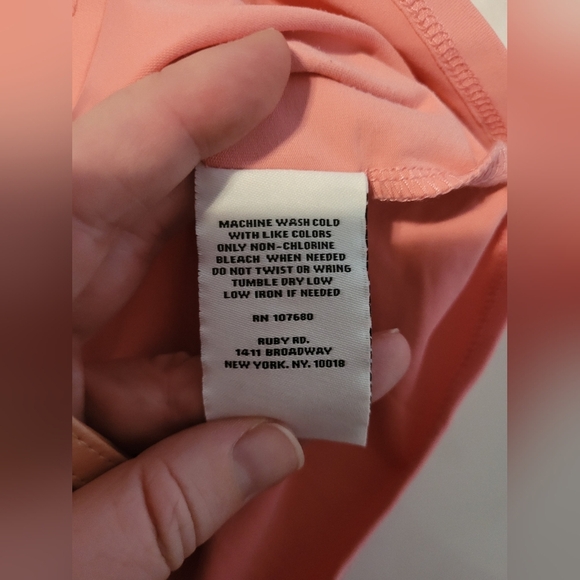 MACHINE WASH COLD
WITH LIKE COLORS
ONLY NON-CHLORINE
BLEACH WHEN NEEDED
DO NOT TWIST OR WRING
TUMBLE DRY LOW
LOW IRON IF NEEDED
RN 107680
RUBY RD.
1411 BROADWAY
NEW YORK. NY. 10018